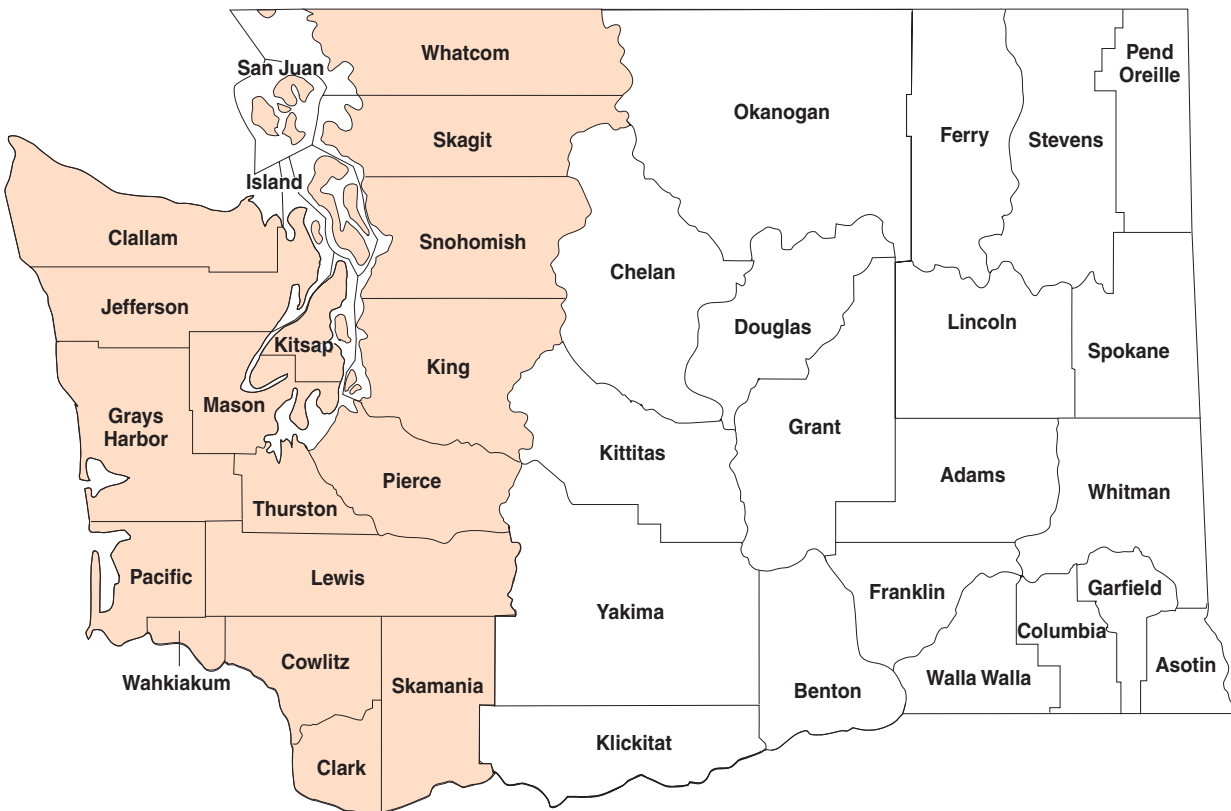 Whatcom
Pend
Oreille
San Juan
Okanogan
Ferry
Stevens
Skagit
Island
Clallam
Snohomish
Chelan
Jefferson
Douglas
Lincoln
Kitsap
Spokane
King
Mason
Grays
Harbor
Grant
Kittitas
Adams
Pierce
Whitman
Thurston
Pacific
Lewis
Franklin
Garfield
Yakima
Columbia
Cowlitz
Wahkiakum
Skamania
Walla Walla
Asotin
Benton
Klickitat
Clark